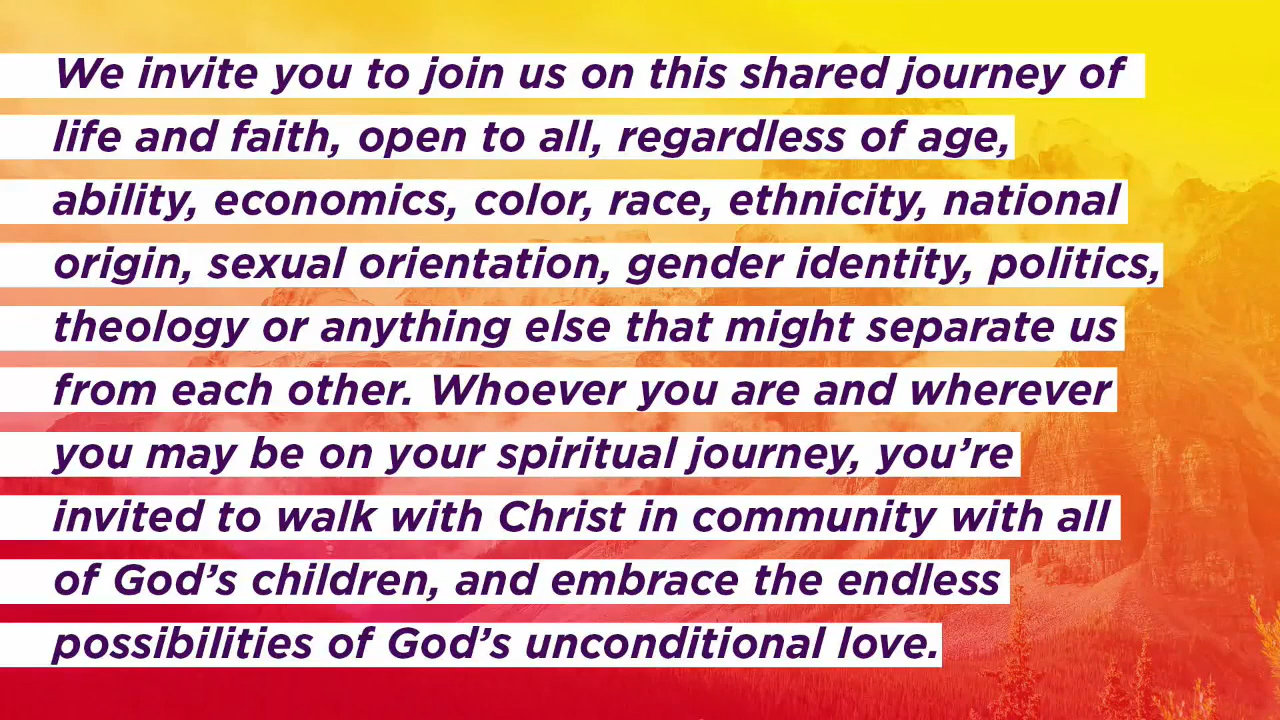 We invite you to join us on this shared journey of
life and faith, open to all, regardless of age,
ability, economics, color, race, ethnicity, national
origin, sexual orientation, gender identity, politics,
theology or anything else that might separate us
from each other. Whoever you are and wherever
you may be on your spiritual journey, you’re
invited to walk with Christ in community with all
of God’s children, and embrace the endless
possibilities of God’s unconditional love.